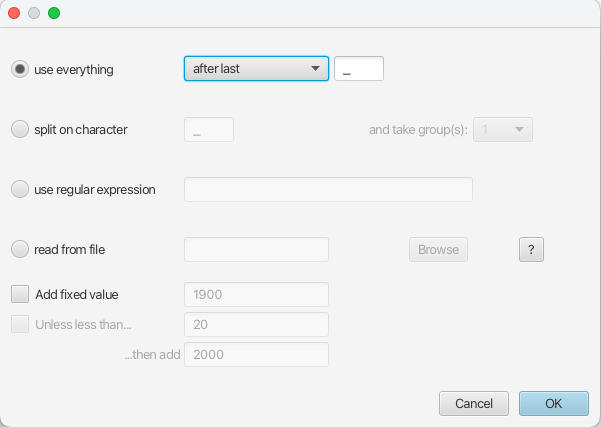 use everything after last _
split on character _ and take group(s): 1
use regular expression
read from file Browse ?
Add fixed value 1900
Unless less than... 20
...then add 2000
Cancel OK